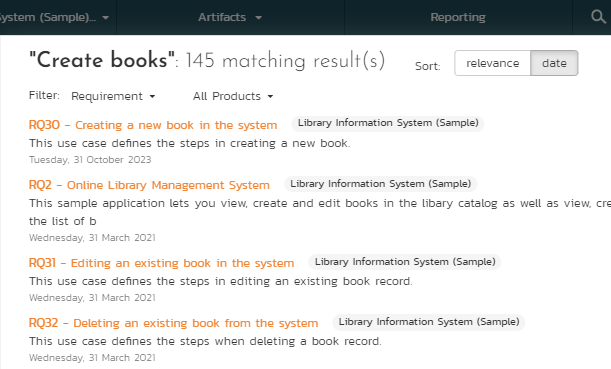 ystem (Sample)... Artifacts Reporting
"Create books": 145 matching result(s) Sort: relevance date
Filter: Requirement All Products
RQ30 - Creating a new book in the system Library Information System (Sample)
This use case defines the steps in creating a new book.
Tuesday, 31 October 2023
RQ2 - Online Library Management System Library Information System (Sample)
This sample application lets you view, create and edit books in the libary catalog as well as view, cre
the list of b
Wednesday, 31 March 2021
RQ31 - Editing an existing book in the system Library Information System (Sample)
This use case defines the steps in editing an existing book record.
Wednesday, 31 March 2021
RQ32 - Deleting an existing book from the system Library Information System (Sample)
This use case defines the steps when deleting a book record.
Wednesday, 31 March 2021